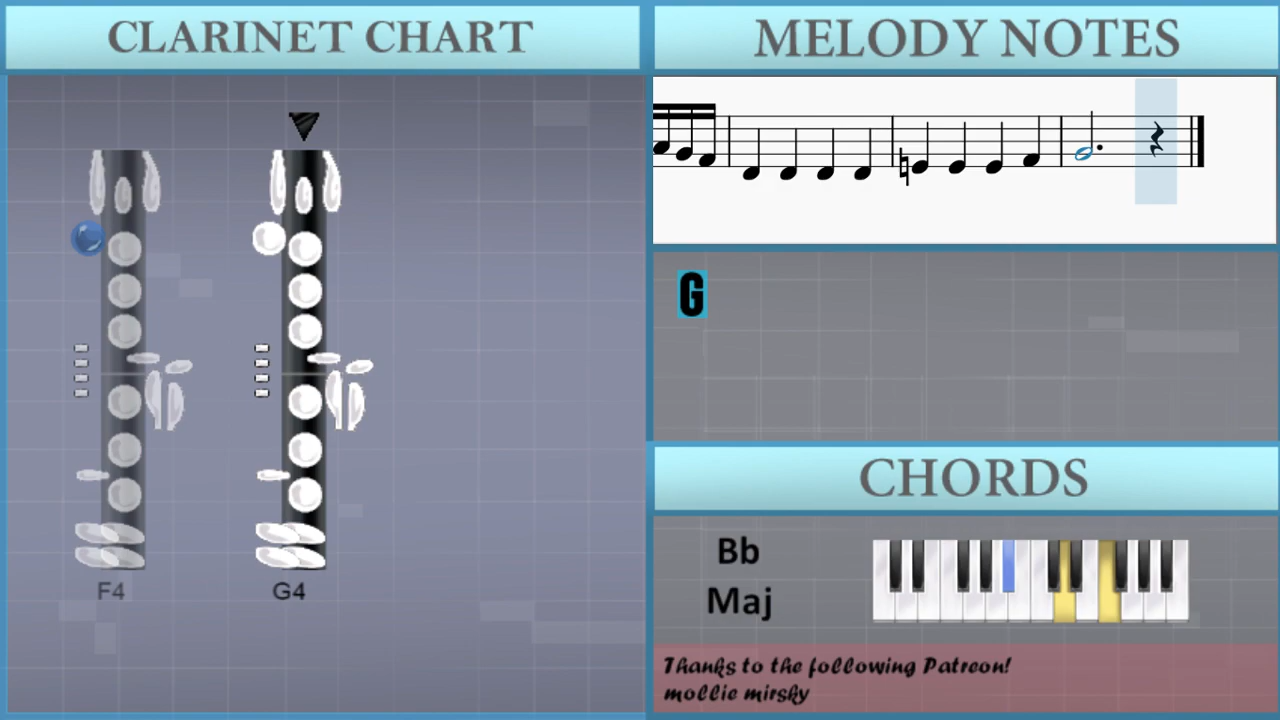 CLARINET CHART
MELODY NOTES
F4
G4
G
CHORDS
Bb
Maj
Thanks to the following Patreon!
mollie mirsky